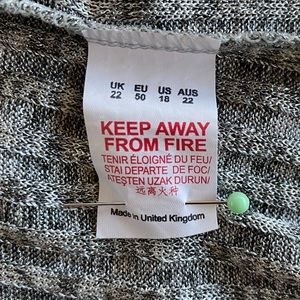 UK EU US AUS
22 50 18 22
KEEP AWAY
FROM FIRE
TENIR ÉLOIGNÉ DU FEU/
STAI DEPARTE DE FOC/
ATEŞTEN UZAK DURUN/
远离火种
Made in United Kingdom